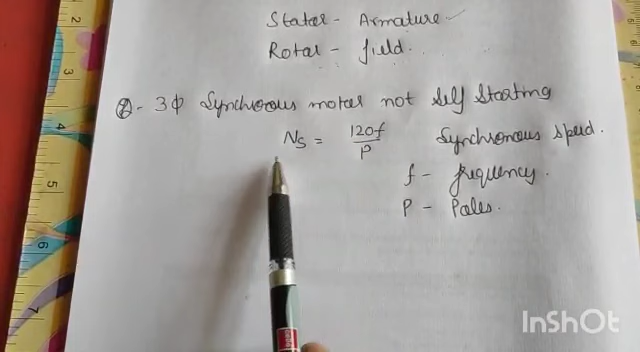 Stator - Armature
Rotor - field.
Q - 3ϕ Synchronous motor not Self Starting
Ns = 120f/P Synchronous speed.
f - frequency.
P - Poles.
InShOt